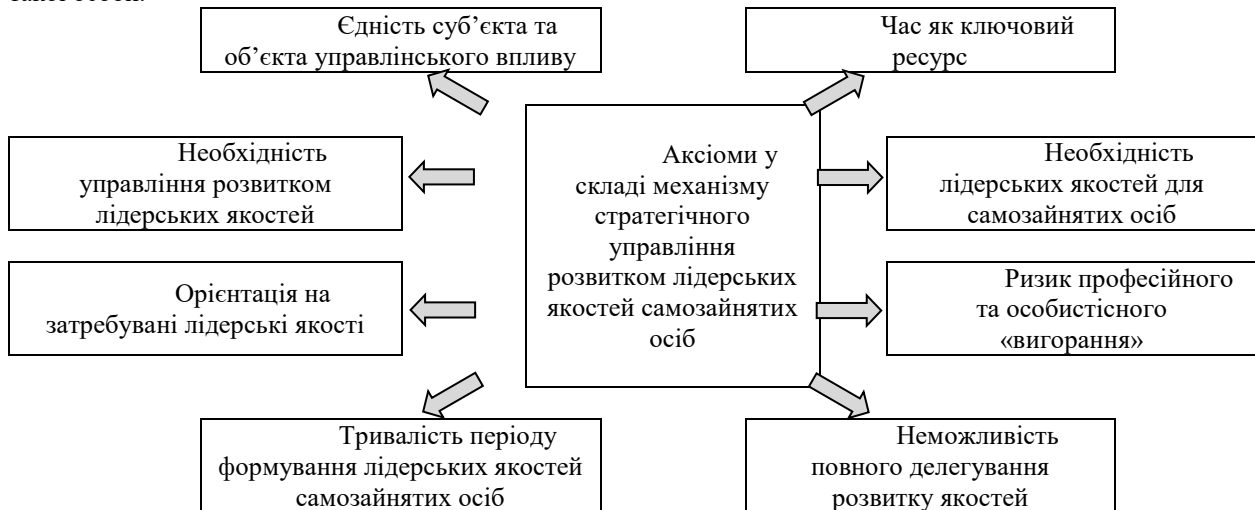 Єдність суб’єкта та
об’єкта управлінського впливу
Час як ключовий
ресурс
Необхідність
управління розвитком
лідерських якостей
Аксіоми у
складі механізму
стратегічного
управління
розвитком лідерських
якостей самозайнятих
осіб
Необхідність
лідерських якостей для
самозайнятих осіб
Орієнтація на
затребувані лідерські якості
Ризик професійного
та особистісного
«вигорання»
Тривалість періоду
формування лідерських якостей
самозайнятих осіб
Неможливість
повного делегування
розвитку якостей